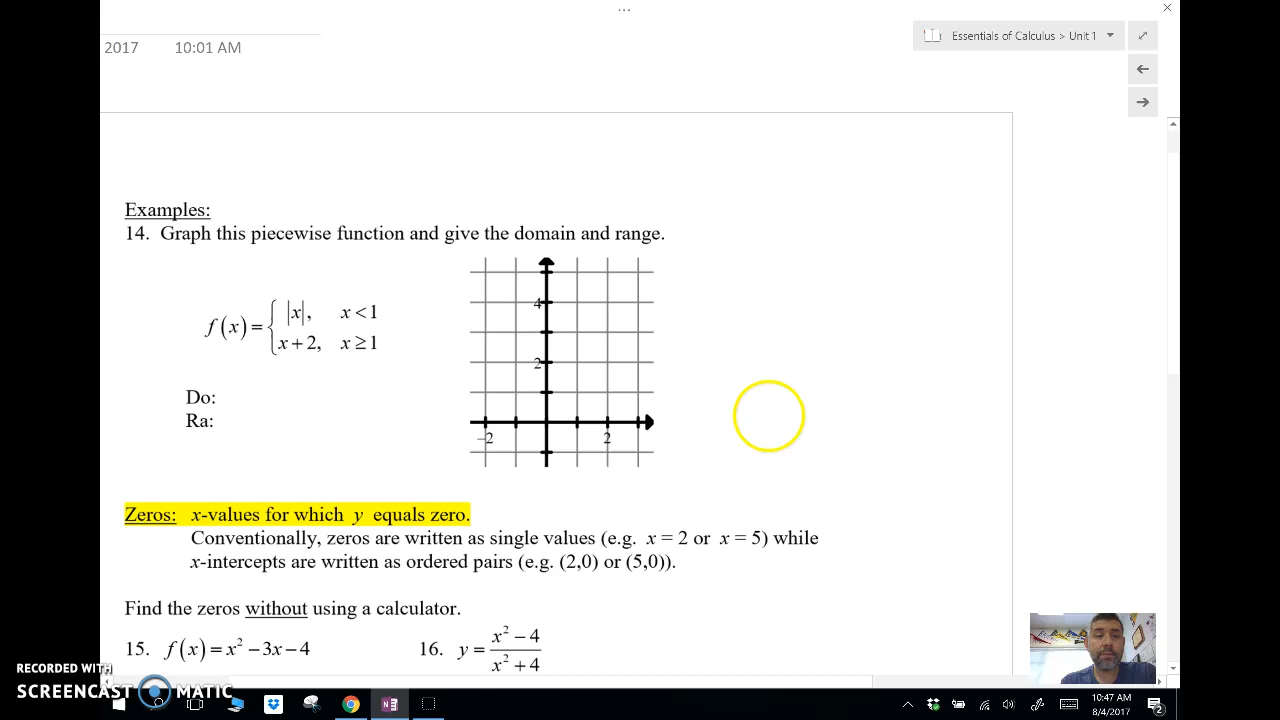 ...
2017 10:01 AM
Essentials of Calculus > Unit 1
Examples:
14. Graph this piecewise function and give the domain and range.
f(x) = { |x|, x < 1
x + 2, x ≥ 1
4
2
-2 2
Do:
Ra:
Zeros: x-values for which y equals zero.
Conventionally, zeros are written as single values (e.g. x = 2 or x = 5) while
x-intercepts are written as ordered pairs (e.g. (2,0) or (5,0)).
Find the zeros without using a calculator.
15. f(x) = x² − 3x − 4 16. y = (x² − 4)/(x² + 4)
RECORDED WITH
SCREENCAST MATIC
10:47 AM
8/4/2017
2